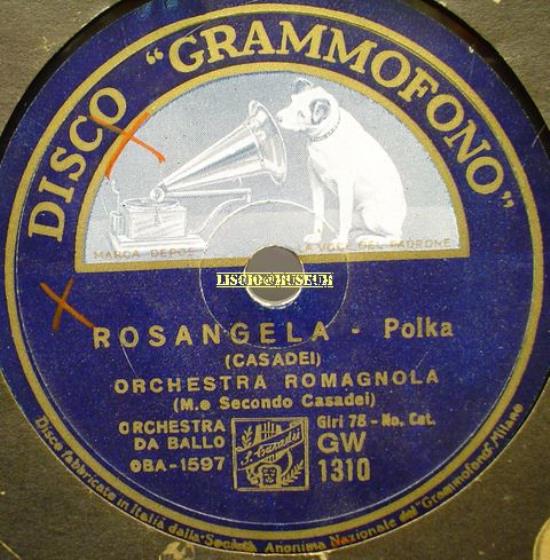 DISCO "GRAMMOFONO"
MARCA DEPOS
LA VOCE DEL PADRONE
LISCIO@MUSEUM
ROSANGELA - Polka
(CASADEI)
ORCHESTRA ROMAGNOLA
(M.o Secondo Casadei)
ORCHESTRA DA BALLO
OBA-1597
S. Casadei
Giri 78 - No. Cat.
GW
1310
Disco fabbricato in Italia dalla Società Anonima Nazionale del "Grammofono" Milano